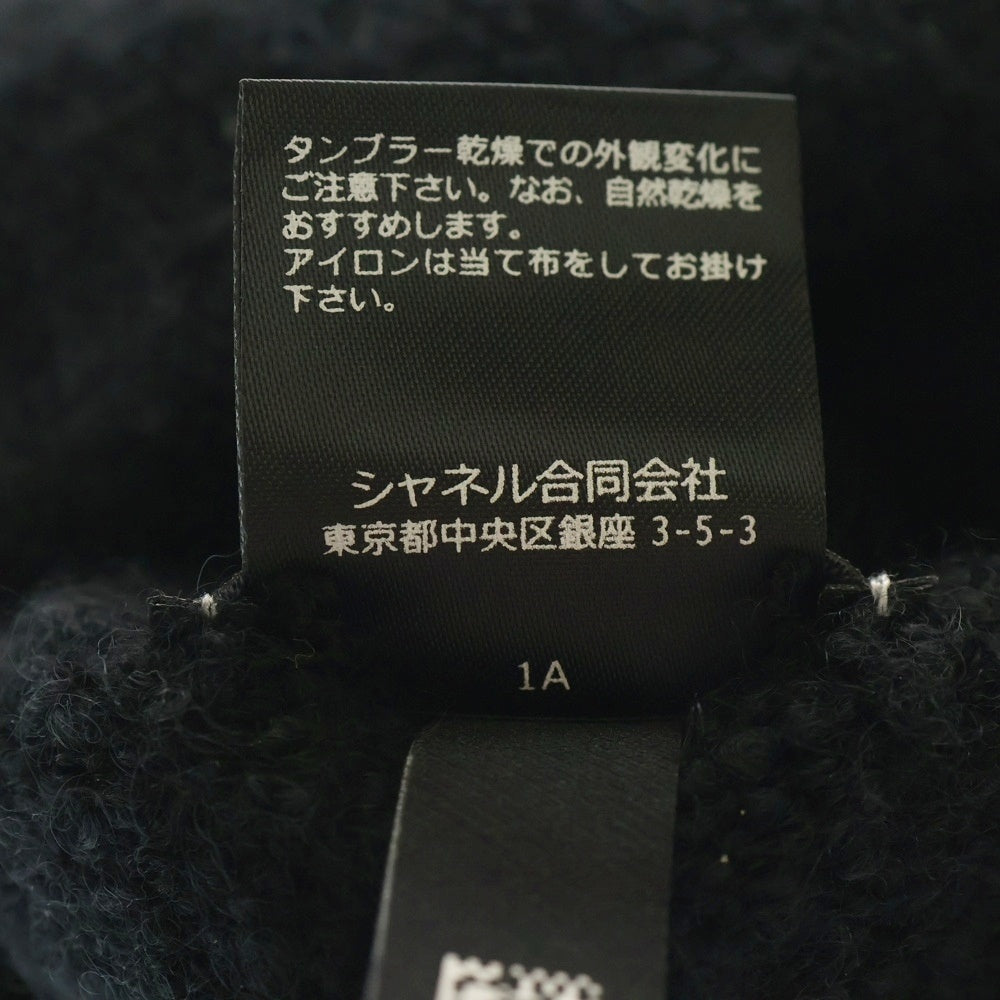 タンブラー乾燥での外観変化に
ご注意下さい。なお、自然乾燥を
おすすめします。
アイロンは当て布をしてお掛け
下さい。
シャネル合同会社
東京都中央区銀座 3-5-3
1A